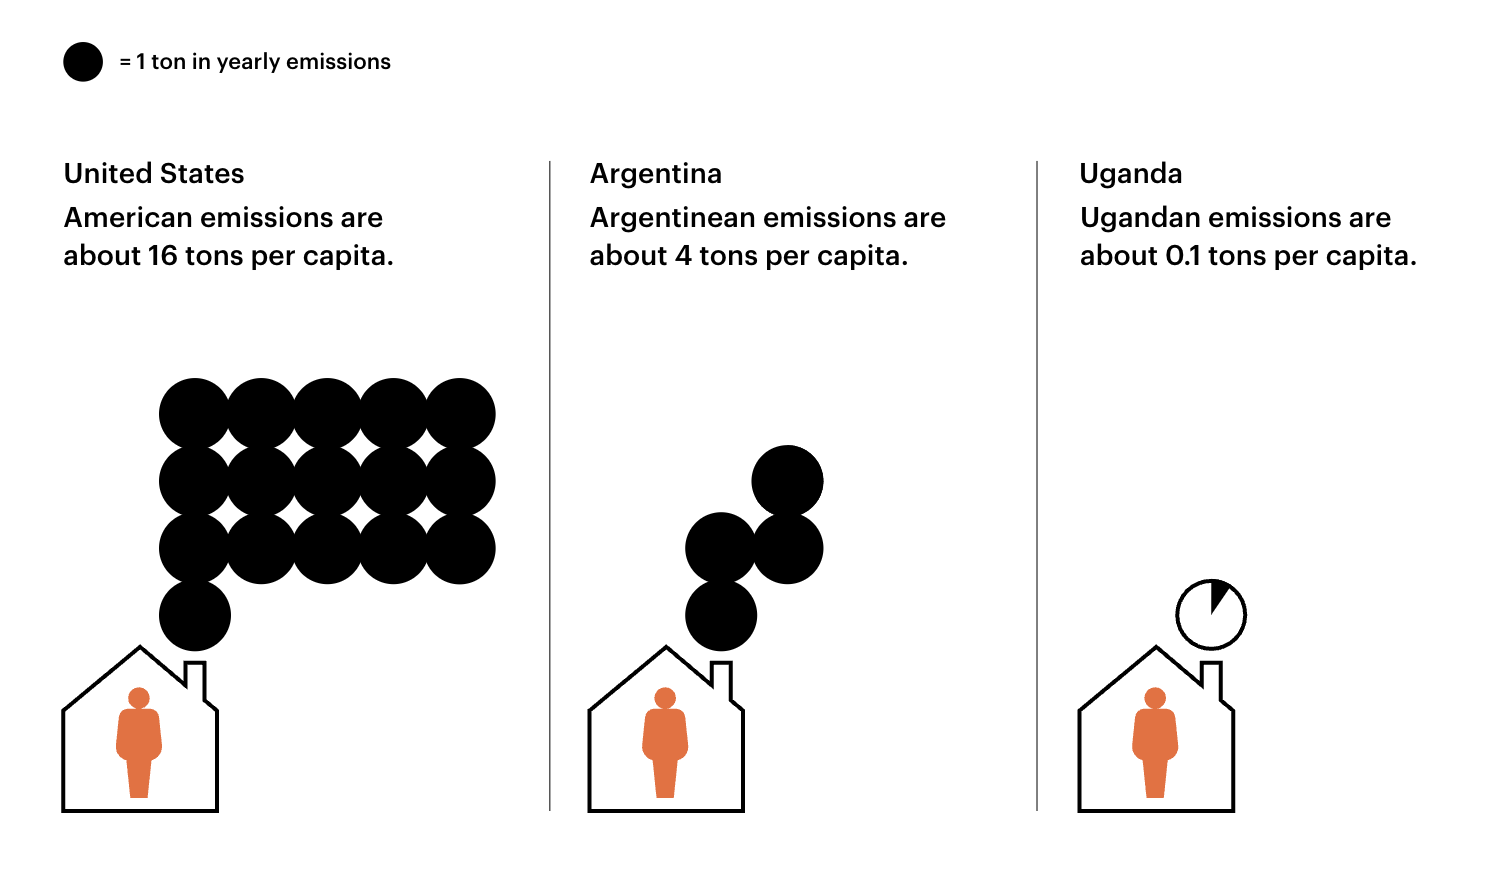 = 1 ton in yearly emissions
United States
American emissions are
about 16 tons per capita.
Argentina
Argentinean emissions are
about 4 tons per capita.
Uganda
Ugandan emissions are
about 0.1 tons per capita.